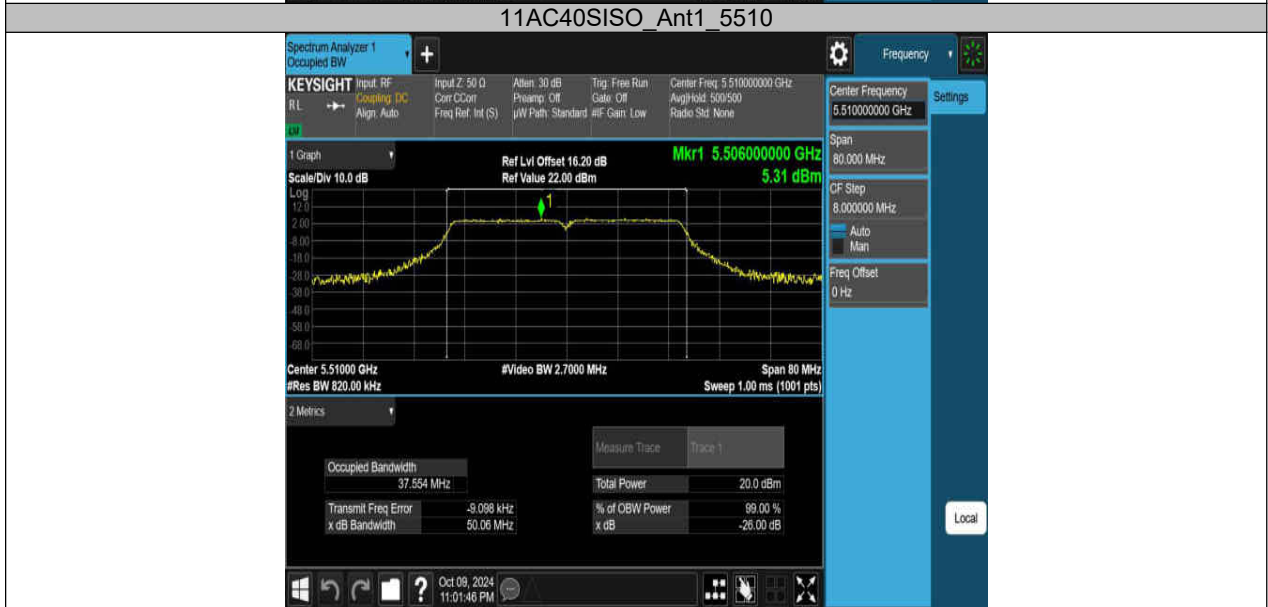 11AC40SISO_Ant1_5510
Spectrum Analyzer 1
Occupied BW
Frequency
KEYSIGHT Input: RF
RL Coupling: DC
Align: Auto
LM
Input Z: 50 Ω
Corr CCorr
Freq Ref: Int (S)
Atten: 30 dB
Preamp: Off
µW Path: Standard
Trig: Free Run
Gate: Off
#IF Gain: Low
Center Freq: 5.510000000 GHz
Avg|Hold: 500/500
Radio Std: None
Center Frequency
5.510000000 GHz
Settings
Span
80.000 MHz
CF Step
8.000000 MHz
Auto
Man
Freq Offset
0 Hz
1 Graph
Scale/Div 10.0 dB
Ref Lvl Offset 16.20 dB
Ref Value 22.00 dBm
Mkr1 5.506000000 GHz
5.31 dBm
Log
12.0
2.00
-8.00
-18.0
-28.0
-38.0
-48.0
-58.0
-68.0
1
Center 5.51000 GHz
#Res BW 820.00 kHz
#Video BW 2.7000 MHz
Span 80 MHz
Sweep 1.00 ms (1001 pts)
2 Metrics
Measure Trace Trace 1
Occupied Bandwidth
37.554 MHz
Total Power 20.0 dBm
Transmit Freq Error -9.098 kHz
% of OBW Power 99.00 %
x dB Bandwidth 50.06 MHz
x dB -26.00 dB
Local
Oct 09, 2024
11:01:46 PM